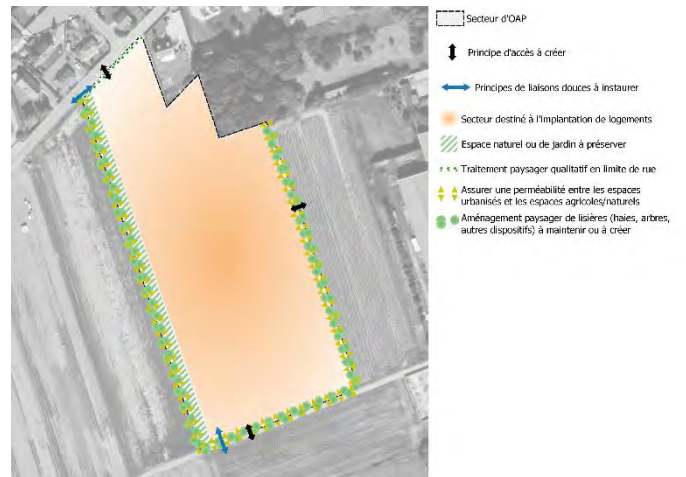 Secteur d'OAP
Principe d'accès à créer
Principes de liaisons douces à instaurer
Secteur destiné à l'implantation de logements
Espace naturel ou de jardin à préserver
Traitement paysager qualitatif en limite de rue
Assurer une perméabilité entre les espaces
urbanisés et les espaces agricoles/naturels
Aménagement paysager de lisières (haies, arbres,
autres dispositifs) à maintenir ou à créer